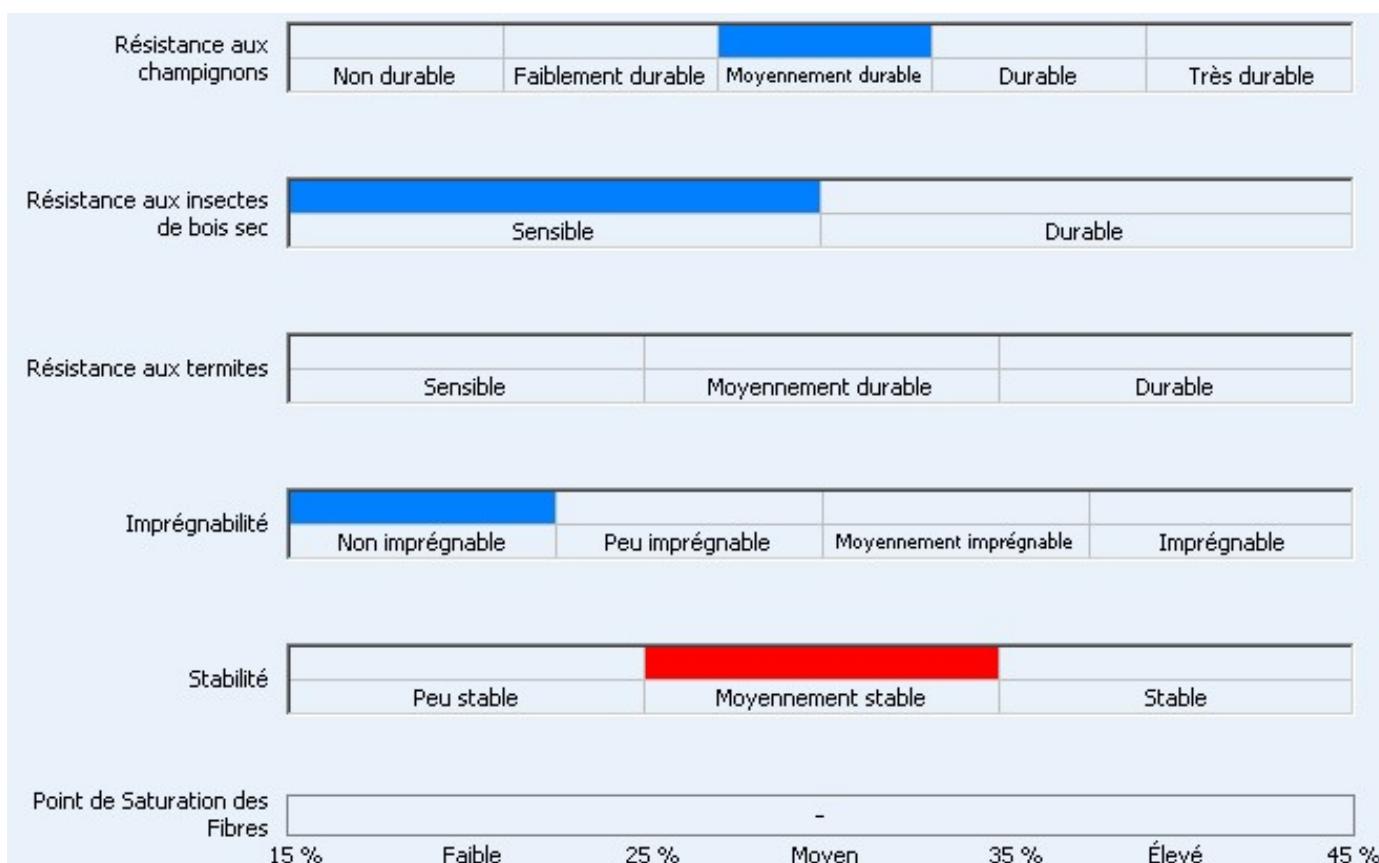 Résistance aux
champignons
Non durable Faiblement durable Moyennement durable Durable Très durable
Résistance aux insectes
de bois sec
Sensible Durable
Résistance aux termites
Sensible Moyennement durable Durable
Imprégnabilité
Non imprégnable Peu imprégnable Moyennement imprégnable Imprégnable
Stabilité
Peu stable Moyennement stable Stable
Point de Saturation des
Fibres
-
15 % Faible 25 % Moyen 35 % Élevé 45 %